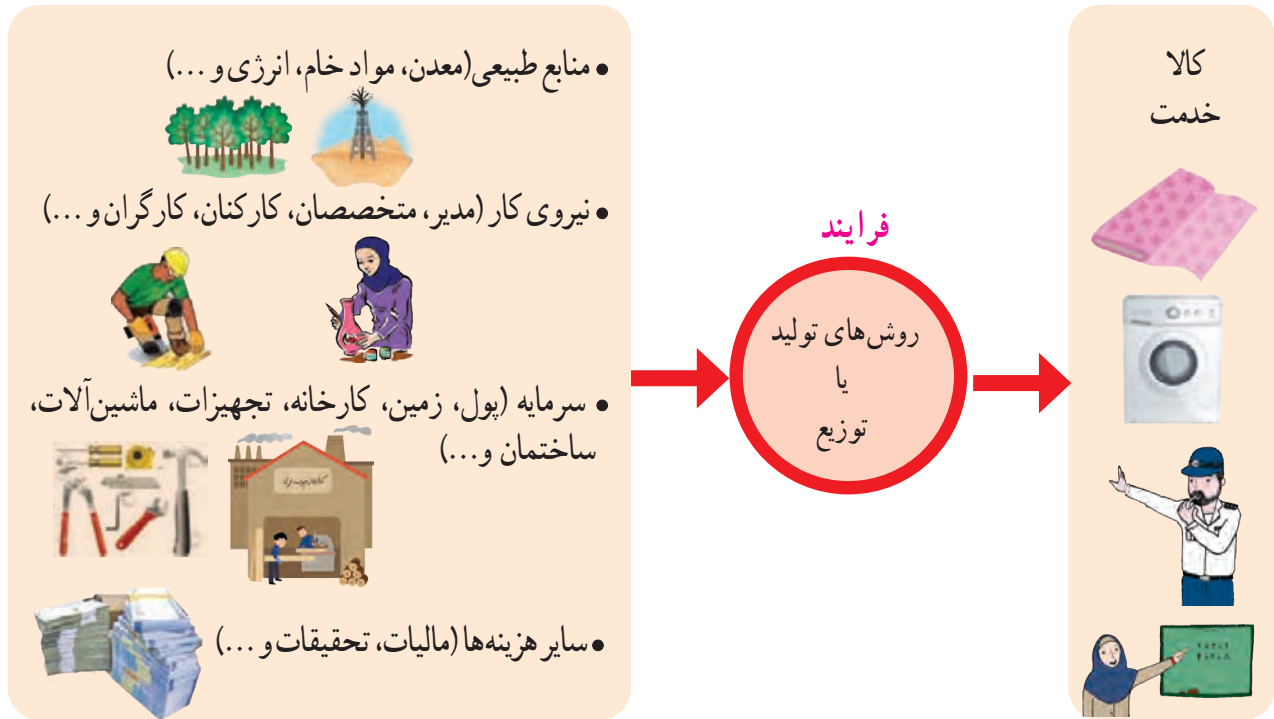 • منابع طبیعی(معدن، مواد خام، انرژی و ...)
• نیروی کار (مدیر، متخصصان، کارکنان، کارگران و ...)
• سرمایه (پول، زمین، کارخانه، تجهیزات، ماشین‌آلات،
ساختمان و...)
• سایر هزینه‌ها (مالیات، تحقیقات و ...)
فرایند
روش‌های تولید
یا
توزیع
کالا
خدمت